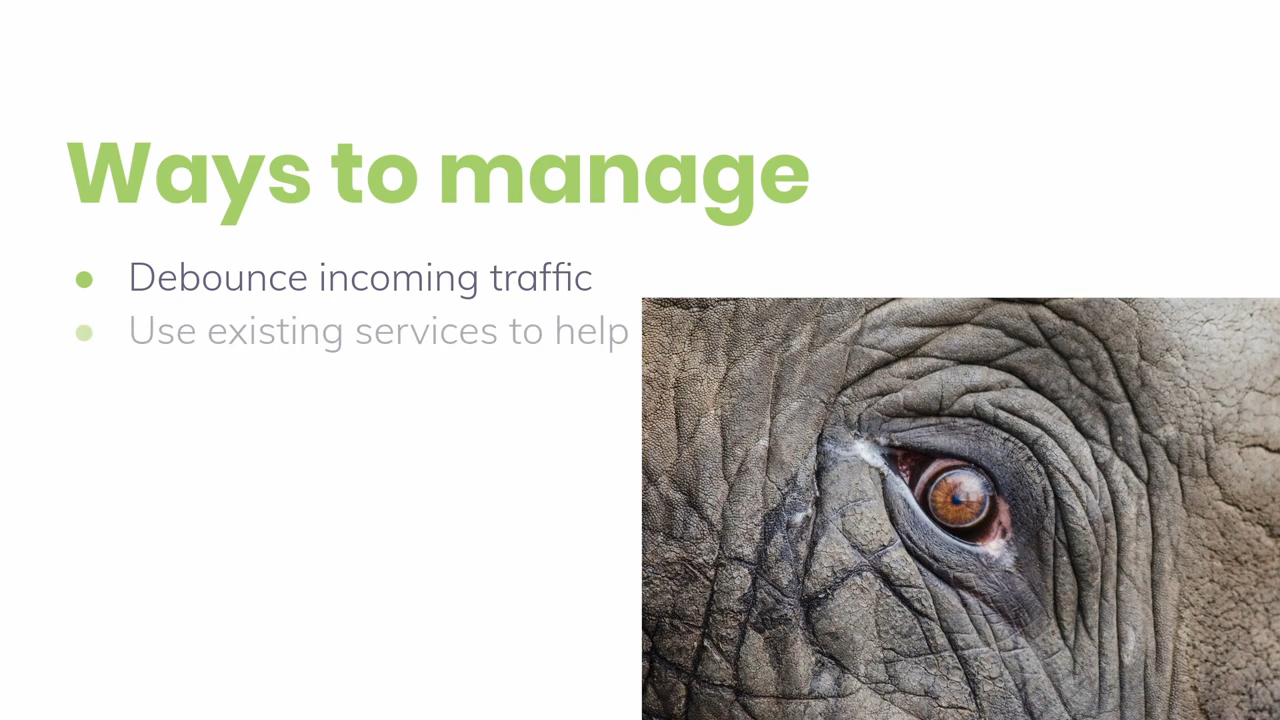 Ways to manage
● Debounce incoming traffic
● Use existing services to help